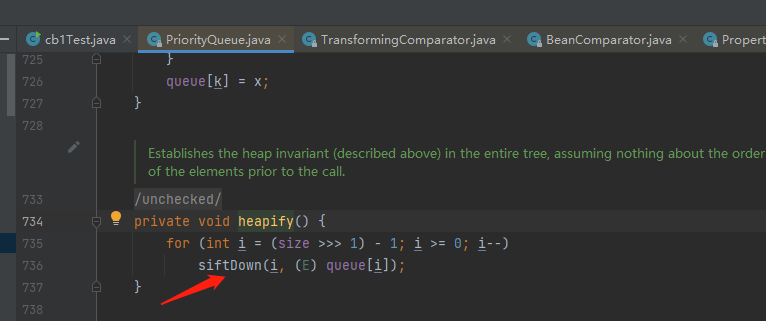 cb1Test.java PriorityQueue.java TransformingComparator.java BeanComparator.java Propert
725 }
726 queue[k] = x;
727 }
728
Establishes the heap invariant (described above) in the entire tree, assuming nothing about the order
of the elements prior to the call.
733 /unchecked/
734 private void heapify() {
735 for (int i = (size >>> 1) - 1; i >= 0; i--)
736 siftDown(i, (E) queue[i]);
737 }
738